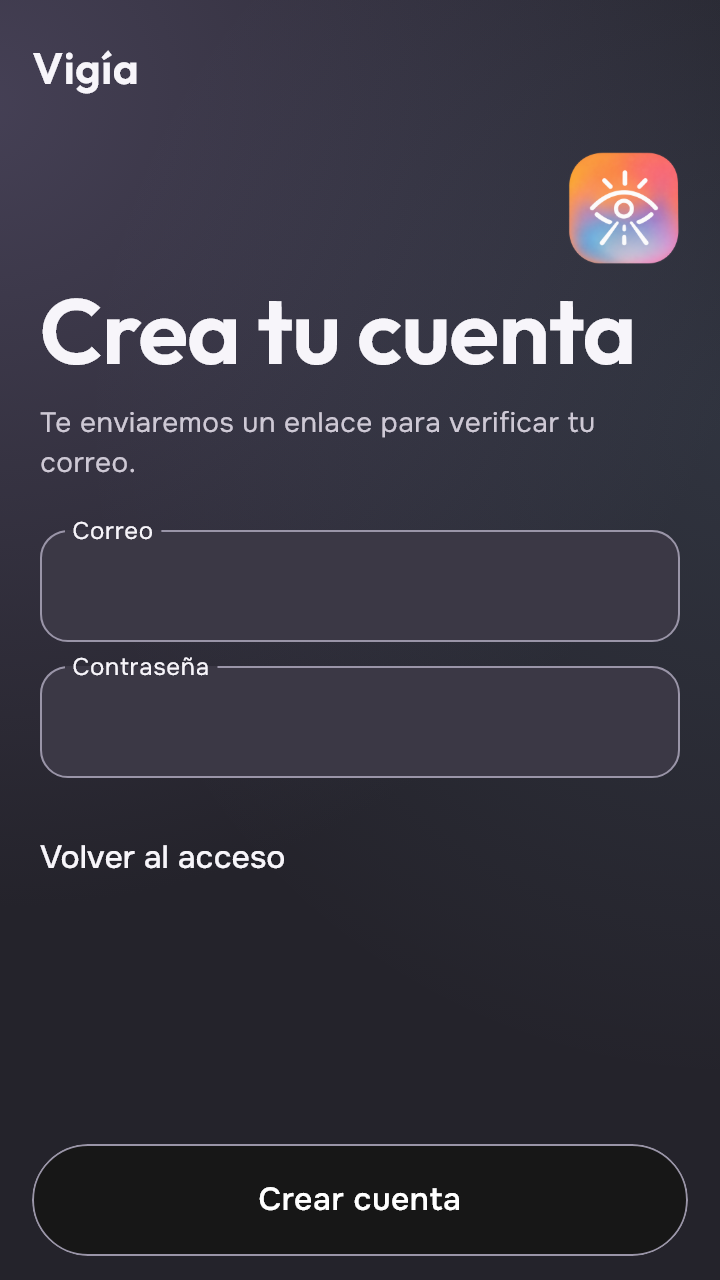 Vigía
Crea tu cuenta
Te enviaremos un enlace para verificar tu
correo.
Correo
Contraseña
Volver al acceso
Crear cuenta